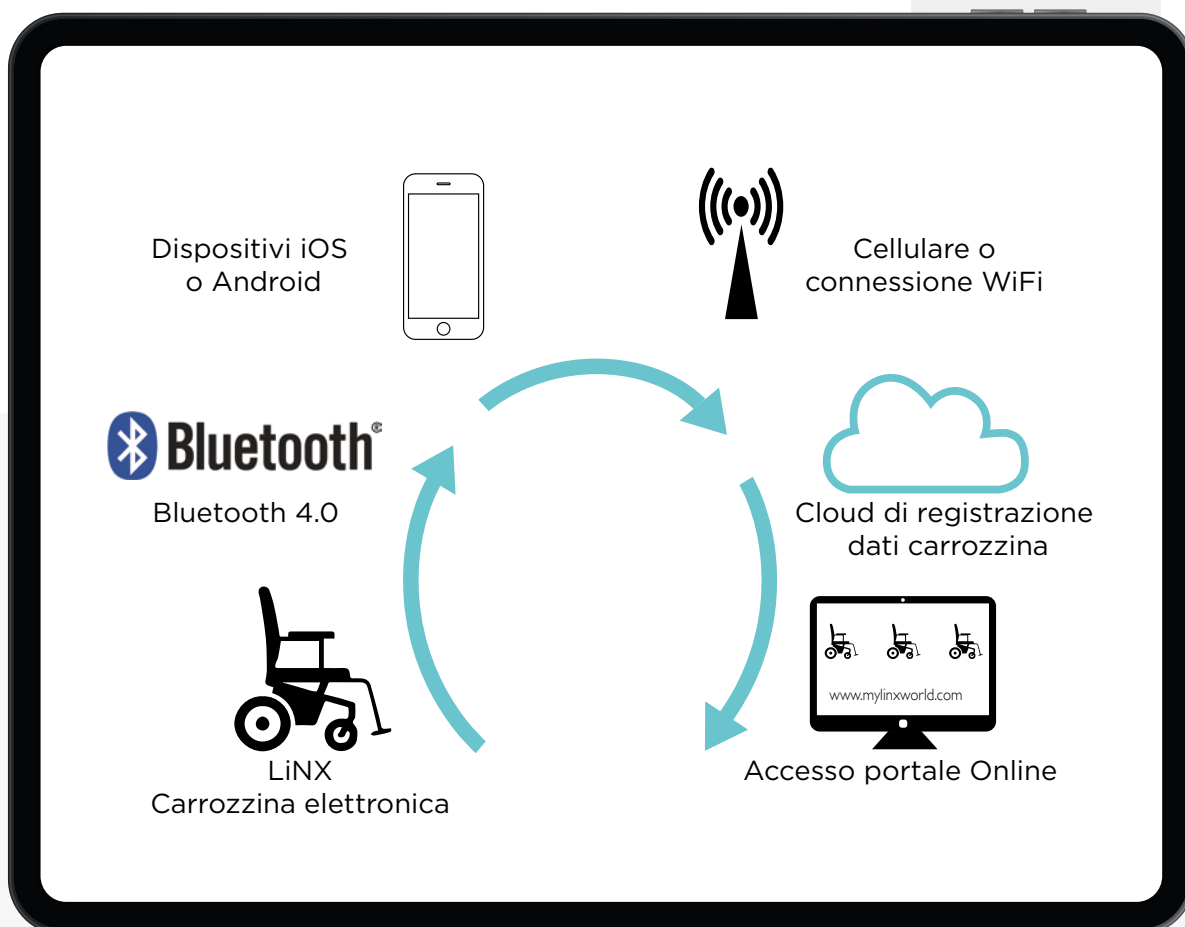 Dispositivi iOS
o Android
Cellulare o
connessione WiFi
Bluetooth®
Bluetooth 4.0
Cloud di registrazione
dati carrozzina
www.mylinxworld.com
LiNX
Carrozzina elettronica
Accesso portale Online